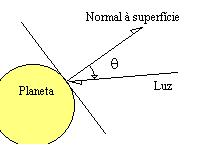 Normal à superfície
θ
Planeta
Luz